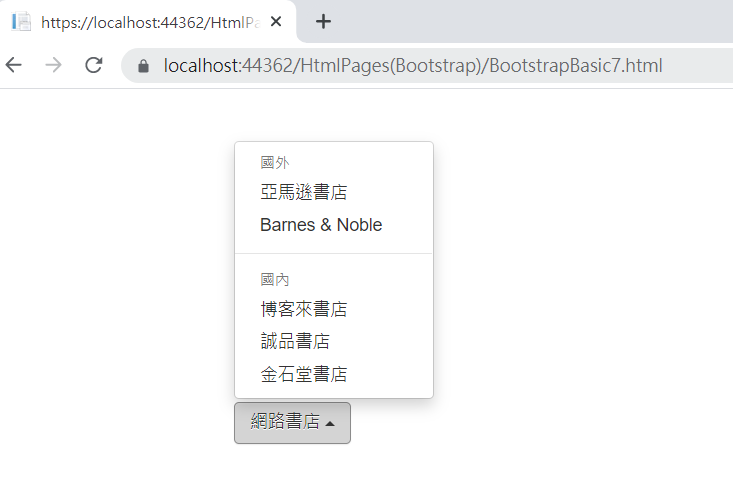 https://localhost:44362/HtmlPa
localhost:44362/HtmlPages(Bootstrap)/BootstrapBasic7.html
國外
亞馬遜書店
Barnes & Noble
國內
博客來書店
誠品書店
金石堂書店
網路書店